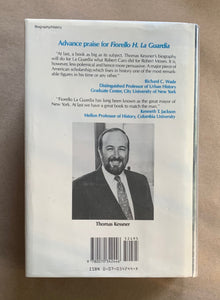 Biography/History
Advance praise for Fiorello H. La Guardia
"At last, a book as big as its subject. Thomas Kessner's biography
will do for La Guardia what Robert Caro did for Robert Moses. It is,
however, less polemical and hence more persuasive. A major piece of
American scholarship which lifts in history one of the most remark-
able figures in his time or any other."
Richard C. Wade
Distinguished Professor of Urban History
Graduate Center, City University of New York
"Fiorello La Guardia has long been known as the great mayor of
New York. At last we have a great book to match the man."
Kenneth T. Jackson
Mellon Professor of History, Columbia University
Thomas Kessner
ISBN 0-07-034244-X